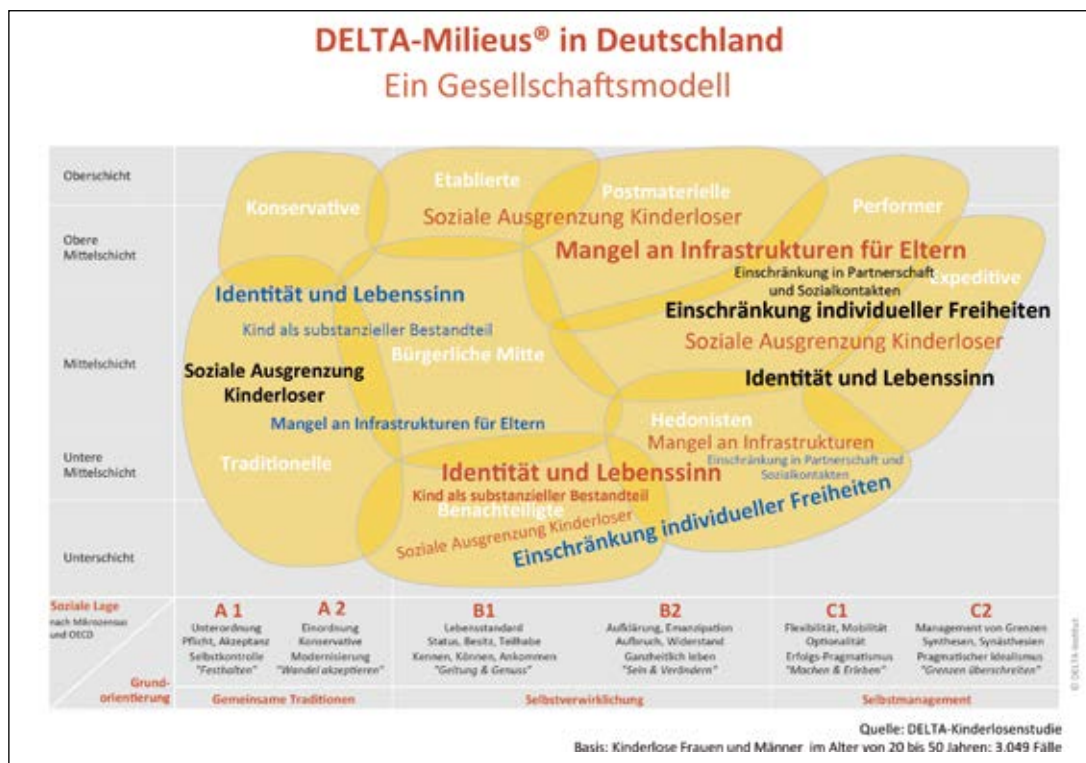 DELTA-Milieus® in Deutschland
Ein Gesellschaftsmodell
Oberschicht
Obere
Mittelschicht
Mittelschicht
Untere
Mittelschicht
Unterschicht
Konservative
Etablierte
Postmaterielle
Performer
Soziale Ausgrenzung Kinderloser
Mangel an Infrastrukturen für Eltern
Einschränkung in Partnerschaft
und Sozialkontakten
Expeditive
Identität und Lebenssinn
Einschränkung individueller Freiheiten
Kind als substanzieller Bestandteil
Soziale Ausgrenzung Kinderloser
Bürgerliche Mitte
Soziale Ausgrenzung
Kinderloser
Identität und Lebenssinn
Mangel an Infrastrukturen für Eltern
Hedonisten
Mangel an Infrastrukturen
Traditionelle
Einschränkung in Partnerschaft und
Sozialkontakten
Identität und Lebenssinn
Kind als substanzieller Bestandteil
Benachteiligte
Soziale Ausgrenzung Kinderloser
Einschränkung individueller Freiheiten
Soziale Lage
nach Mikrozensus
und OECD
Grund-
orientierung
A 1
Unterordnung
Pflicht, Akzeptanz
Selbstkontrolle
"Festhalten"
A 2
Einordnung
Konservative
Modernisierung
"Wandel akzeptieren"
B1
Lebensstandard
Status, Besitz, Teilhabe
Kennen, Können, Ankommen
"Geltung & Genuss"
B2
Aufklärung, Emanzipation
Aufbruch, Widerstand
Ganzheitlich leben
"Sein & Verändern"
C1
Flexibilität, Mobilität
Optionalität
Erfolgs-Pragmatismus
"Machen & Erleben"
C2
Management von Grenzen
Synthesen, Synästhesien
Pragmatischer Idealismus
"Grenzen überschreiten"
Gemeinsame Traditionen
Selbstverwirklichung
Selbstmanagement
© DELTA-Institut
Quelle: DELTA-Kinderlosenstudie
Basis: Kinderlose Frauen und Männer im Alter von 20 bis 50 Jahren; 3.049 Fälle